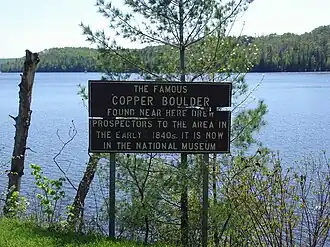 THE FAMOUS
COPPER BOULDER
FOUND NEAR HERE DREW
PROSPECTORS TO THE AREA IN
THE EARLY 1840s. IT IS NOW
IN THE NATIONAL MUSEUM